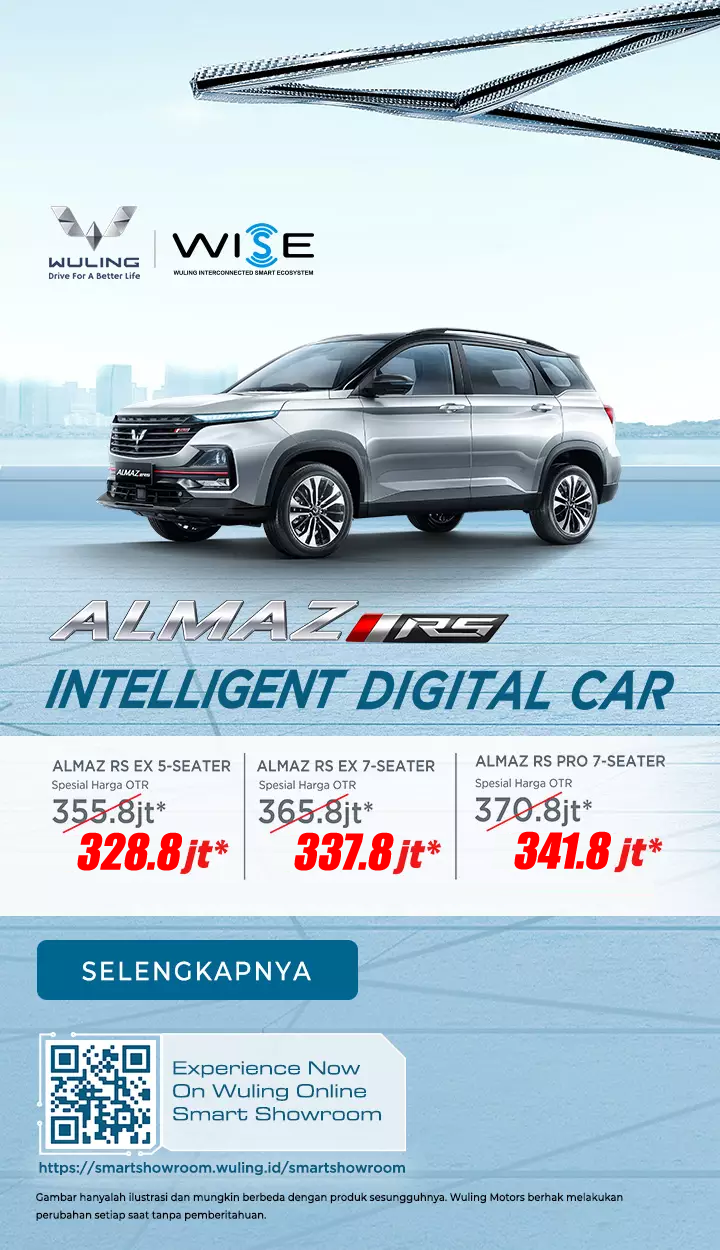 WULING
Drive For A Better Life
WISE
WULING INTERCONNECTED SMART ECOSYSTEM
ALMAZ RS
ALMAZ RS
INTELLIGENT DIGITAL CAR
ALMAZ RS EX 5-SEATER
Spesial Harga OTR
355.8jt*
328.8 jt*
ALMAZ RS EX 7-SEATER
Spesial Harga OTR
365.8jt*
337.8 jt*
ALMAZ RS PRO 7-SEATER
Spesial Harga OTR
370.8jt*
341.8 jt*
SELENGKAPNYA
Experience Now
On Wuling Online
Smart Showroom
https://smartshowroom.wuling.id/smartshowroom
Gambar hanyalah ilustrasi dan mungkin berbeda dengan produk sesungguhnya. Wuling Motors berhak melakukan
perubahan setiap saat tanpa pemberitahuan.